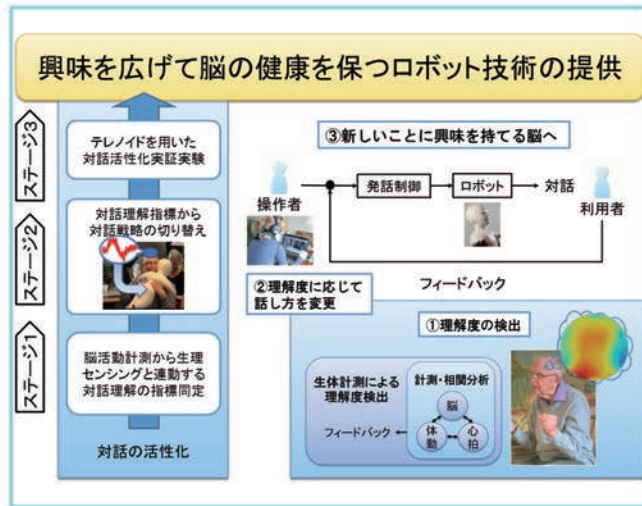 興味を広げて脳の健康を保つロボット技術の提供
ステージ3
テレノイドを用いた
対話活性化実証実験
ステージ2
対話理解指標から
対話戦略の切り替え
ステージ1
脳活動計測から生理
センシングと連動する
対話理解の指標同定
対話の活性化
③新しいことに興味を持てる脳へ
操作者
発話制御
ロボット
対話
利用者
フィードバック
②理解度に応じて
話し方を変更
①理解度の検出
生体計測による
理解度検出
フィードバック
計測・相関分析
脳
体動
心拍